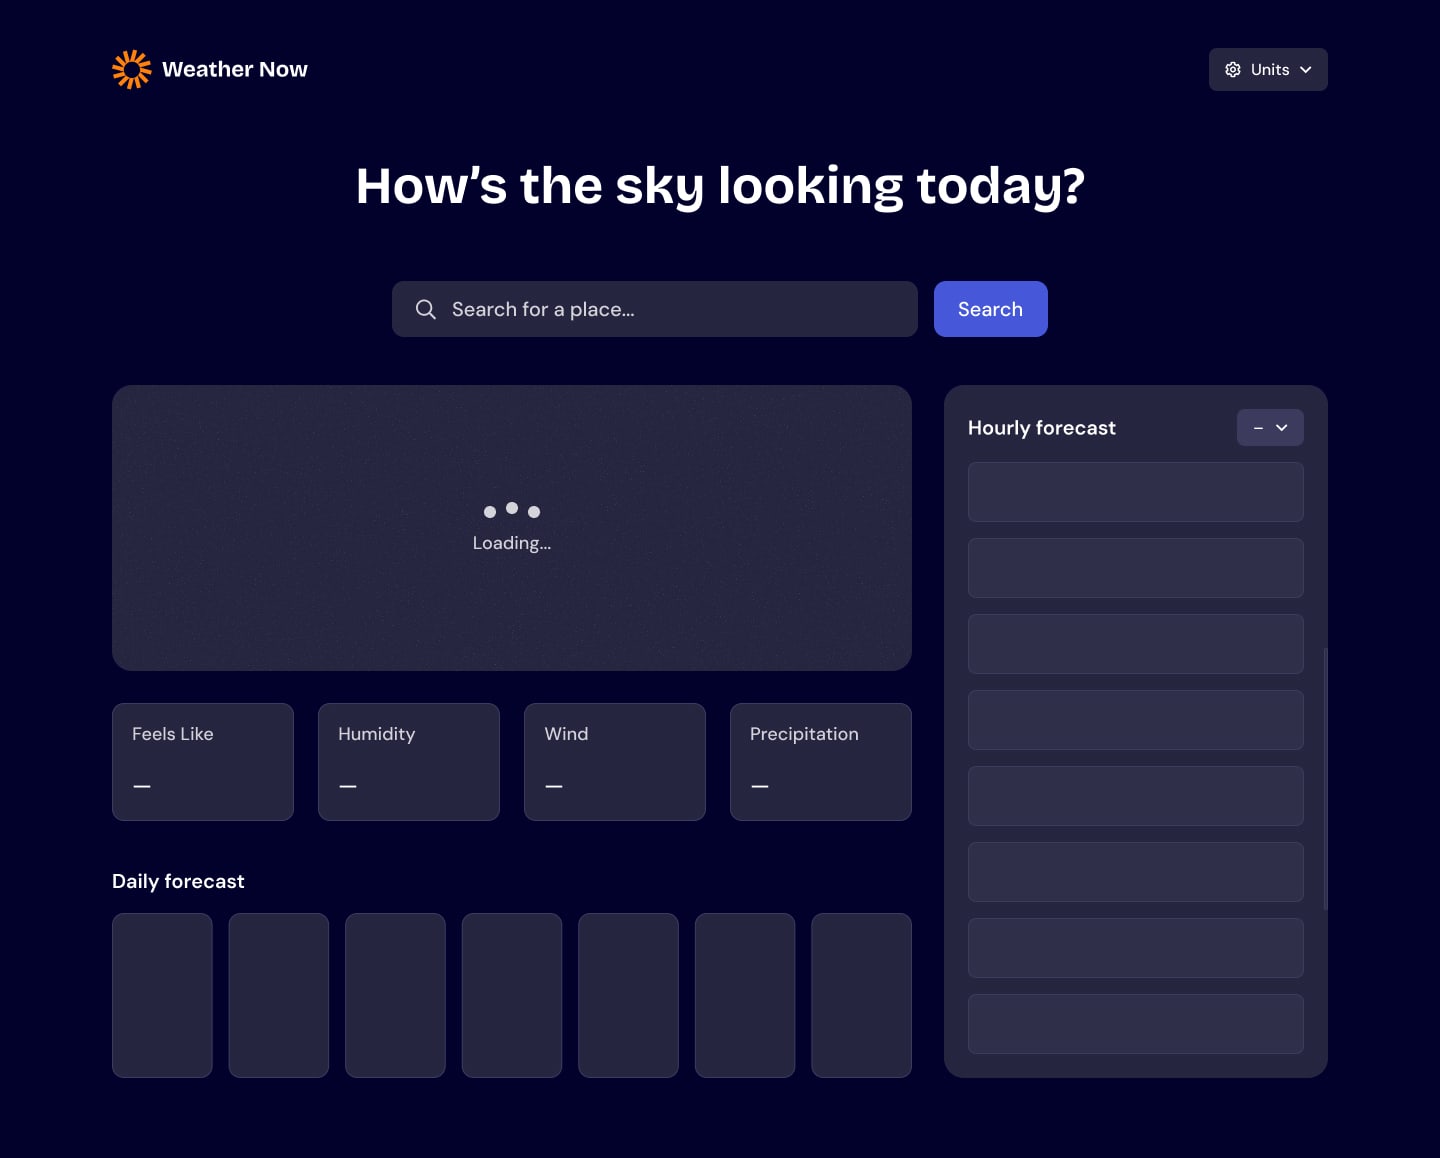 Weather Now
Units
How’s the sky looking today?
Search for a place...
Search
Loading...
Hourly forecast
–
Feels Like
–
Humidity
–
Wind
–
Precipitation
–
Daily forecast